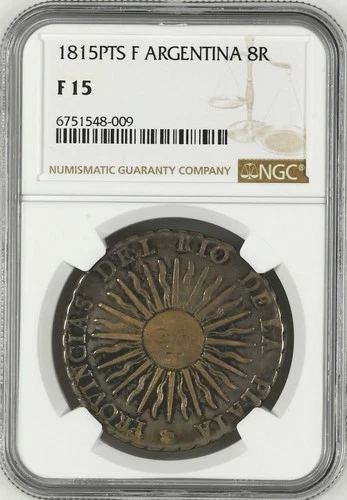 1815PTS F ARGENTINA 8R
F 15
6751548-009
NUMISMATIC GUARANTY COMPANY NGC®
PROVINCIAS DEL RIO DE LA PLATA